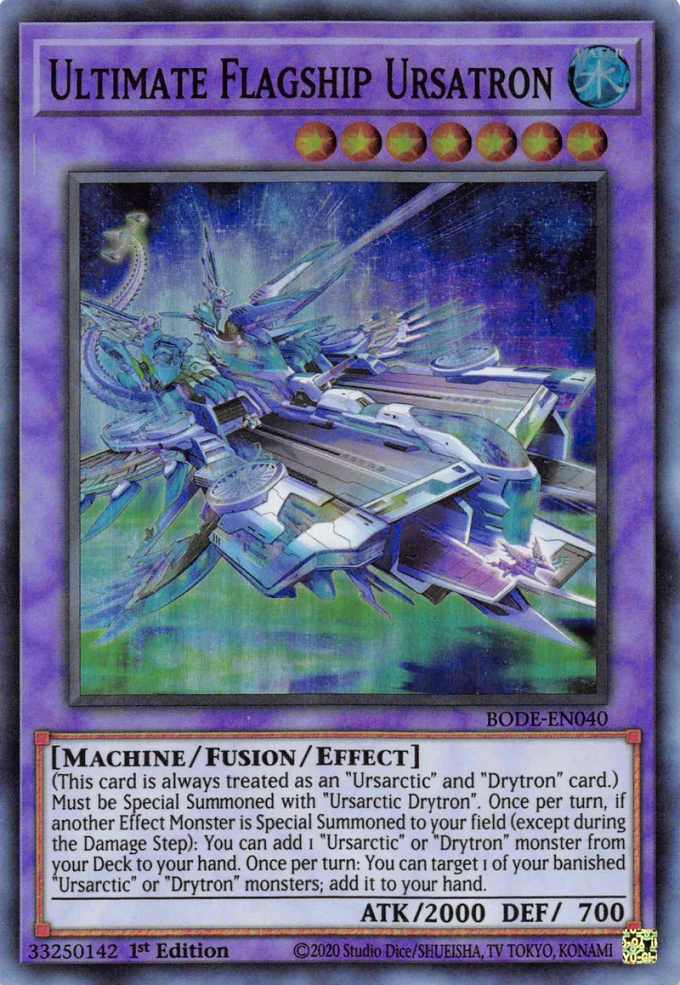 ULTIMATE FLAGSHIP URSATRON
WATER
水
BODE-EN040
[MACHINE/FUSION/EFFECT]
(This card is always treated as an "Ursarctic" and "Drytron" card.)
Must be Special Summoned with "Ursarctic Drytron". Once per turn, if
another Effect Monster is Special Summoned to your field (except during
the Damage Step): You can add 1 "Ursarctic" or "Drytron" monster from
your Deck to your hand. Once per turn: You can target 1 of your banished
"Ursarctic" or "Drytron" monsters; add it to your hand.
ATK/2000 DEF/ 700
33250142 1st Edition ©2020 Studio Dice/SHUEISHA, TV TOKYO, KONAMI